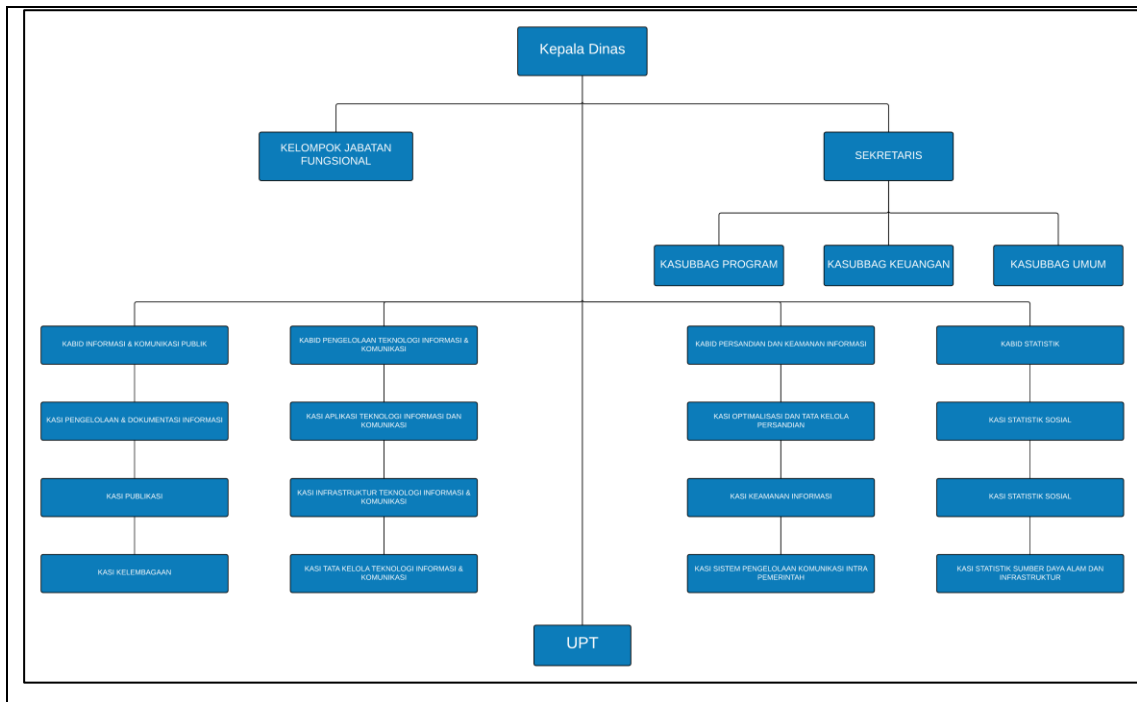 Kepala Dinas
KELOMPOK JABATAN
FUNGSIONAL
SEKRETARIS
KASUBBAG PROGRAM
KASUBBAG KEUANGAN
KASUBBAG UMUM
KABID INFORMASI & KOMUNIKASI PUBLIK
KABID PENGELOLAAN TEKNOLOGI INFORMASI &
KOMUNIKASI
KABID PERSANDIAN DAN KEAMANAN INFORMASI
KABID STATISTIK
KASI PENGELOLAAN & DOKUMENTASI INFORMASI
KASI APLIKASI TEKNOLOGI INFORMASI DAN
KOMUNIKASI
KASI OPTIMALISASI DAN TATA KELOLA
PERSANDIAN
KASI STATISTIK SOSIAL
KASI PUBLIKASI
KASI INFRASTRUKTUR TEKNOLOGI INFORMASI &
KOMUNIKASI
KASI KEAMANAN INFORMASI
KASI STATISTIK SOSIAL
KASI KELEMBAGAAN
KASI TATA KELOLA TEKNOLOGI INFORMASI &
KOMUNIKASI
KASI SISTEM PENGELOLAAN KOMUNIKASI INTRA
PEMERINTAH
KASI STATISTIK SUMBER DAYA ALAM DAN
INFRASTRUKTUR
UPT